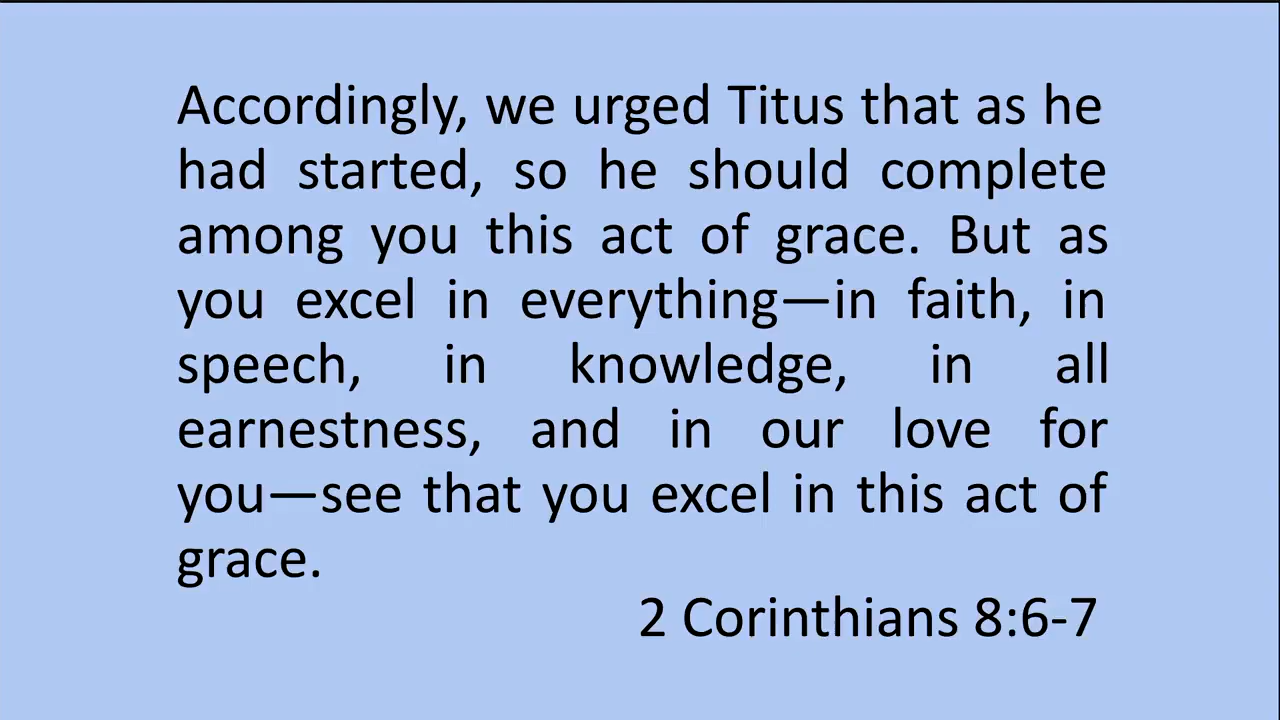 Accordingly, we urged Titus that as he
had started, so he should complete
among you this act of grace. But as
you excel in everything—in faith, in
speech, in knowledge, in all
earnestness, and in our love for
you—see that you excel in this act of
grace.
2 Corinthians 8:6-7